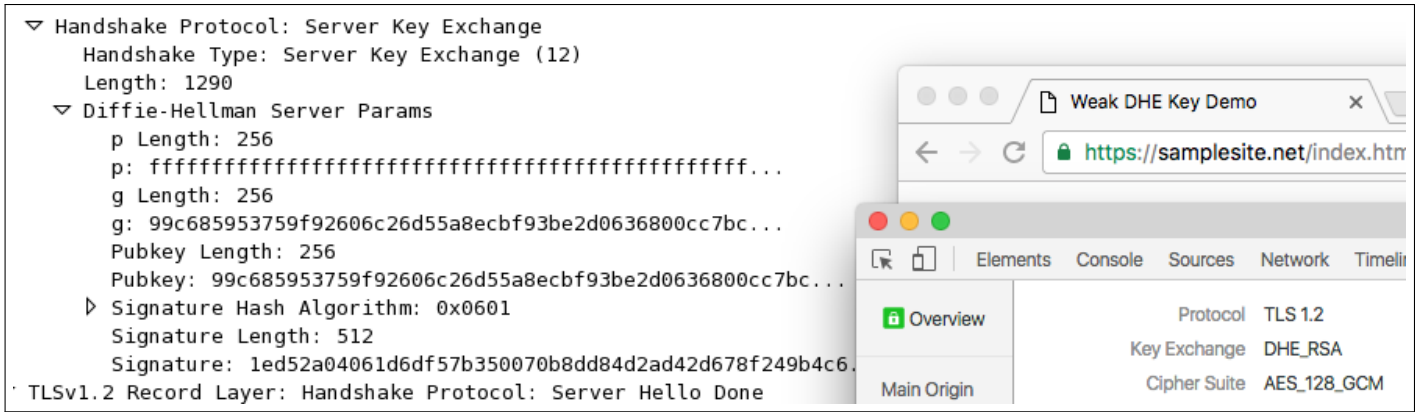 Handshake Protocol: Server Key Exchange
Handshake Type: Server Key Exchange (12)
Length: 1290
Diffie-Hellman Server Params
p Length: 256
p: ffffffffffffffffffffffffffffffffffffffffffffffff...
g Length: 256
g: 99c685953759f92606c26d55a8ecbf93be2d0636800cc7bc...
Pubkey Length: 256
Pubkey: 99c685953759f92606c26d55a8ecbf93be2d0636800cc7bc...
Signature Hash Algorithm: 0x0601
Signature Length: 512
Signature: 1ed52a04061d6df57b350070b8dd84d2ad42d678f249b4c6.
TLSv1.2 Record Layer: Handshake Protocol: Server Hello Done
Weak DHE Key Demo
https://samplesite.net/index.htm
Elements Console Sources Network Timeli
Overview
Main Origin
Protocol TLS 1.2
Key Exchange DHE_RSA
Cipher Suite AES_128_GCM